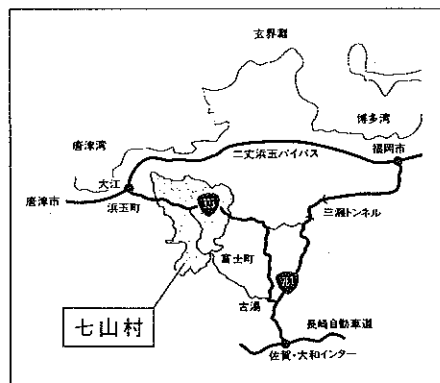 玄界灘
博多湾
唐津湾
福岡市
二丈浜玉バイパス
大江
唐津市
浜玉町
323
三瀬トンネル
富士町
263
古湯
七山村
長崎自動車道
佐賀・大和インター